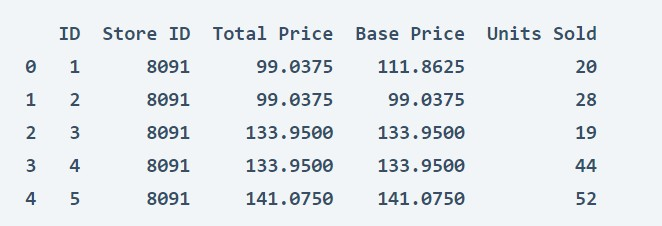 ID Store ID Total Price Base Price Units Sold
0 1 8091 99.0375 111.8625 20
1 2 8091 99.0375 99.0375 28
2 3 8091 133.9500 133.9500 19
3 4 8091 133.9500 133.9500 44
4 5 8091 141.0750 141.0750 52